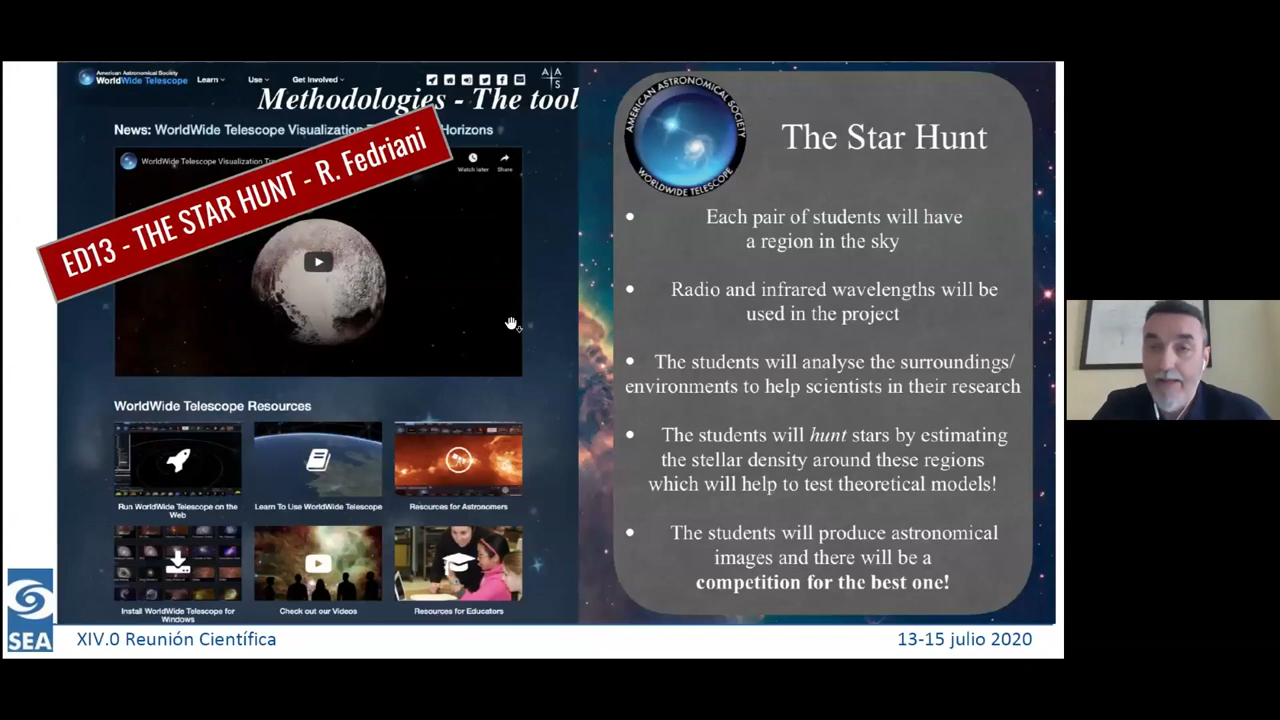 American Astronomical Society
WorldWide Telescope
Learn
Use
Get Involved
A A
S
Methodologies - The tool
News: WorldWide Telescope Visualization
Horizons
WorldWide Telescope Visualization
Watch later
Share
ED13 - THE STAR HUNT - R. Fedriani
WorldWide Telescope Resources
Run WorldWide Telescope on the
Web
Learn To Use WorldWide Telescope
Resources for Astronomers
Install WorldWide Telescope for
Windows
Check out our Videos
Resources for Educators
AMERICAN ASTRONOMICAL SOCIETY
WORLDWIDE TELESCOPE
The Star Hunt
• Each pair of students will have
a region in the sky
• Radio and infrared wavelengths will be
used in the project
• The students will analyse the surroundings/
environments to help scientists in their research
• The students will hunt stars by estimating
the stellar density around these regions
which will help to test theoretical models!
• The students will produce astronomical
images and there will be a
competition for the best one!
SEA
XIV.0 Reunión Científica
13-15 julio 2020